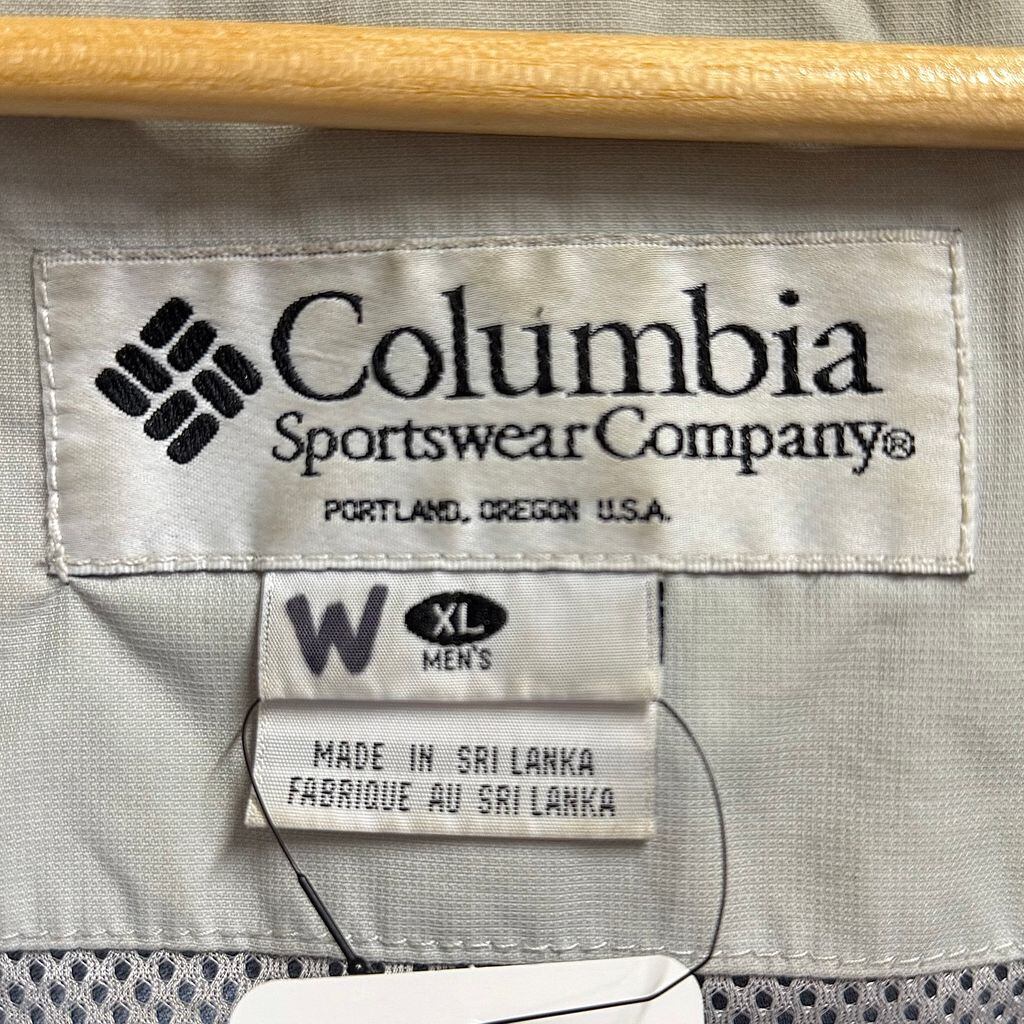 Columbia
Sportswear Company®
PORTLAND, OREGON U.S.A.
W XL
MEN'S
MADE IN SRI LANKA
FABRIQUE AU SRI LANKA